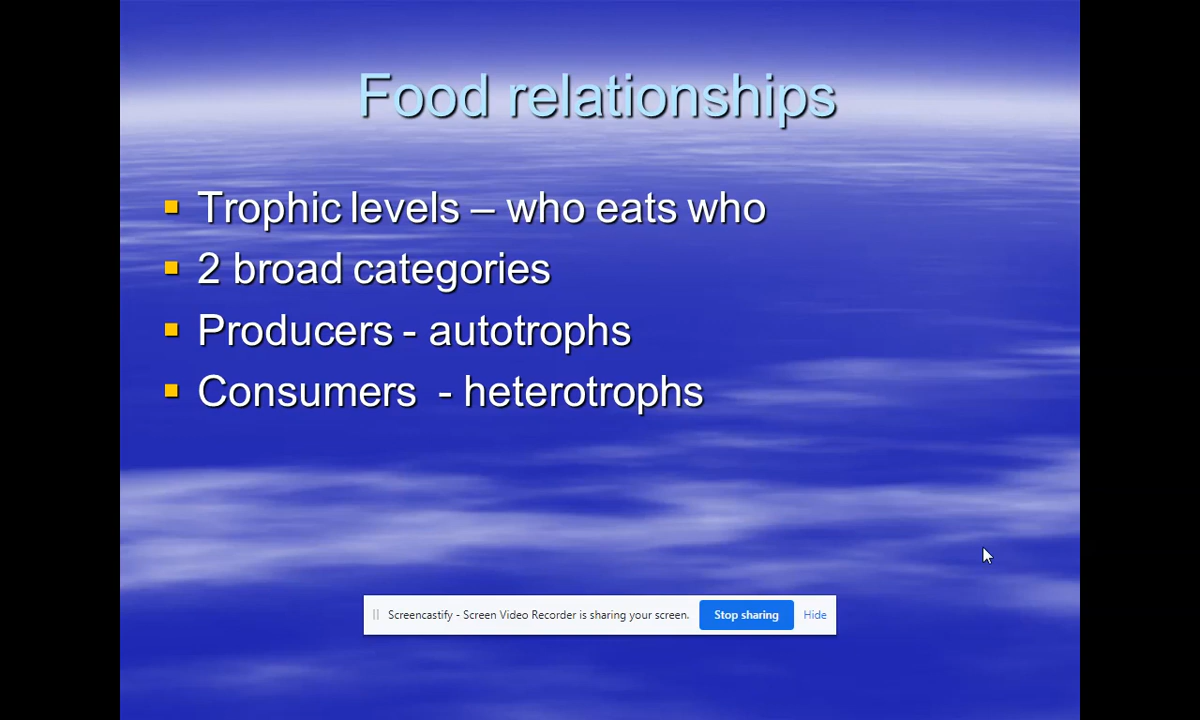 Food relationships
Trophic levels – who eats who
2 broad categories
Producers - autotrophs
Consumers - heterotrophs
Screencastify - Screen Video Recorder is sharing your screen. Stop sharing Hide